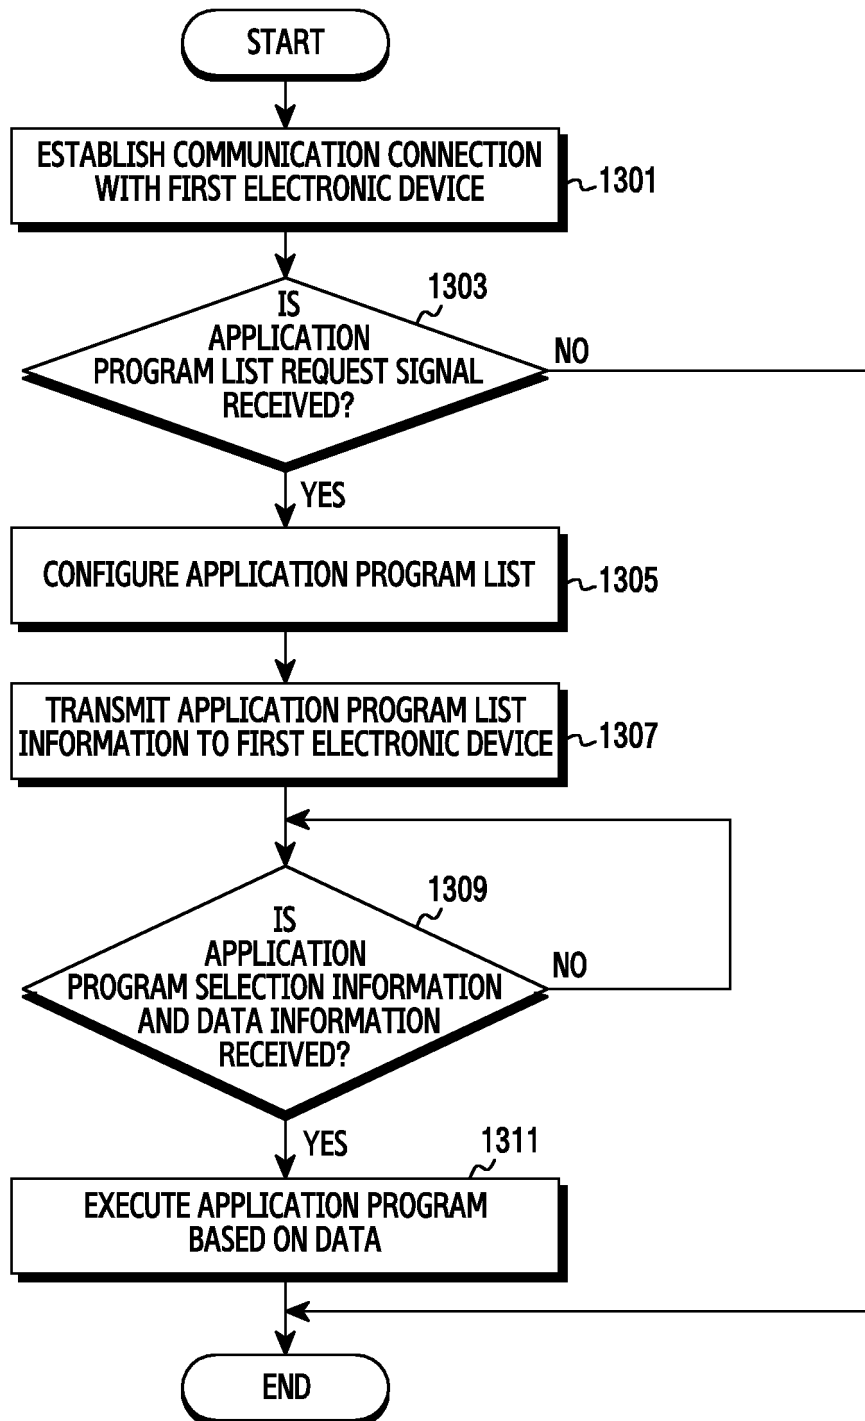 START
ESTABLISH COMMUNICATION CONNECTION
WITH FIRST ELECTRONIC DEVICE
1301
1303
IS
APPLICATION
PROGRAM LIST REQUEST SIGNAL
RECEIVED?
NO
YES
CONFIGURE APPLICATION PROGRAM LIST
1305
TRANSMIT APPLICATION PROGRAM LIST
INFORMATION TO FIRST ELECTRONIC DEVICE
1307
1309
IS
APPLICATION
PROGRAM SELECTION INFORMATION
AND DATA INFORMATION
RECEIVED?
NO
YES
1311
EXECUTE APPLICATION PROGRAM
BASED ON DATA
END